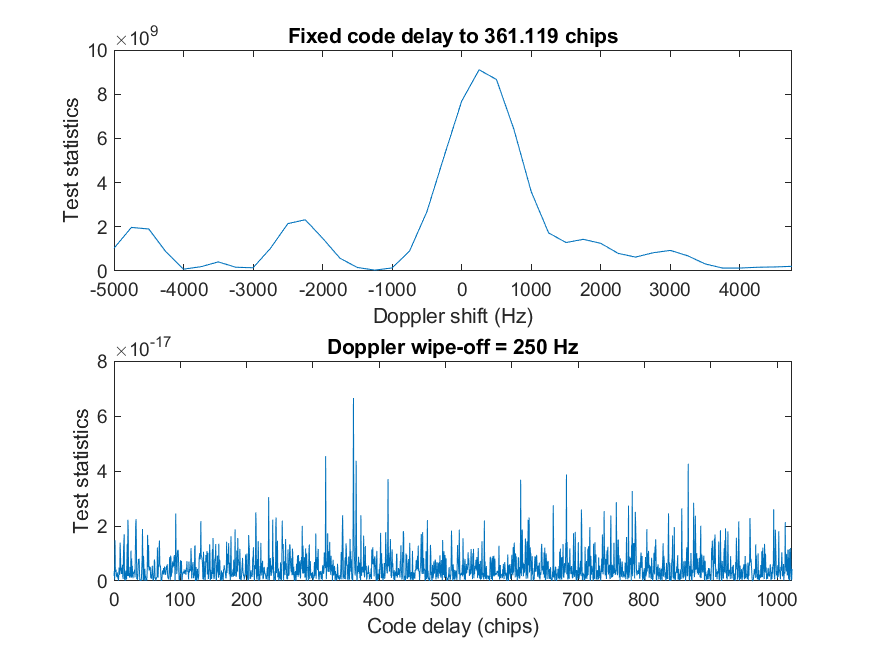 ×10^9
Fixed code delay to 361.119 chips
10
8
6
4
2
0
Test statistics
-5000 -4000 -3000 -2000 -1000 0 1000 2000 3000 4000
Doppler shift (Hz)
×10^-17
Doppler wipe-off = 250 Hz
8
6
4
2
0
Test statistics
0 100 200 300 400 500 600 700 800 900 1000
Code delay (chips)